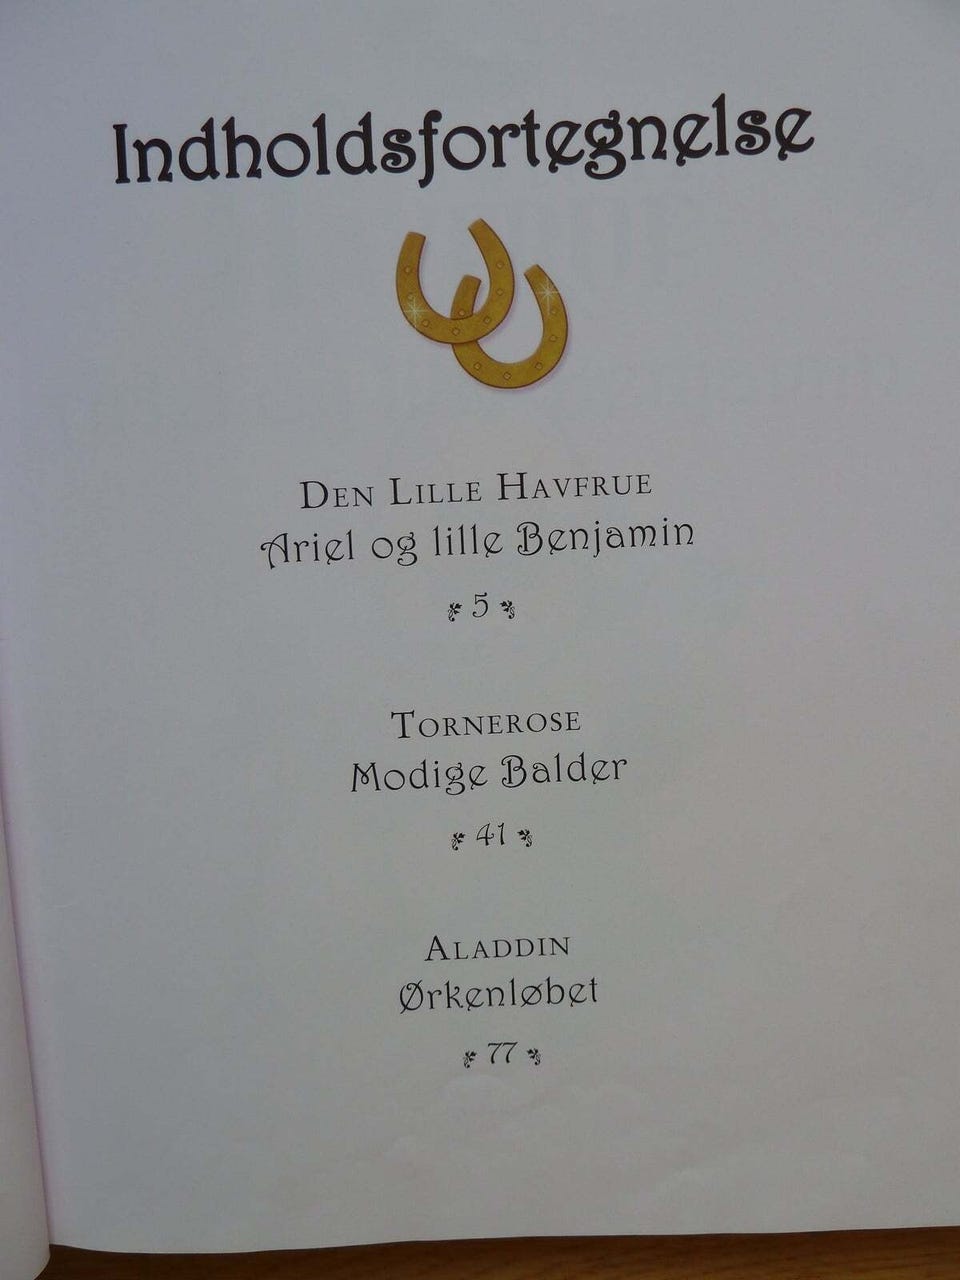 Indholdsfortegnelse
Den Lille Havfrue
Ariel og lille Benjamin
5
Tornerose
Modige Balder
41
Aladdin
Ørkenløbet
77